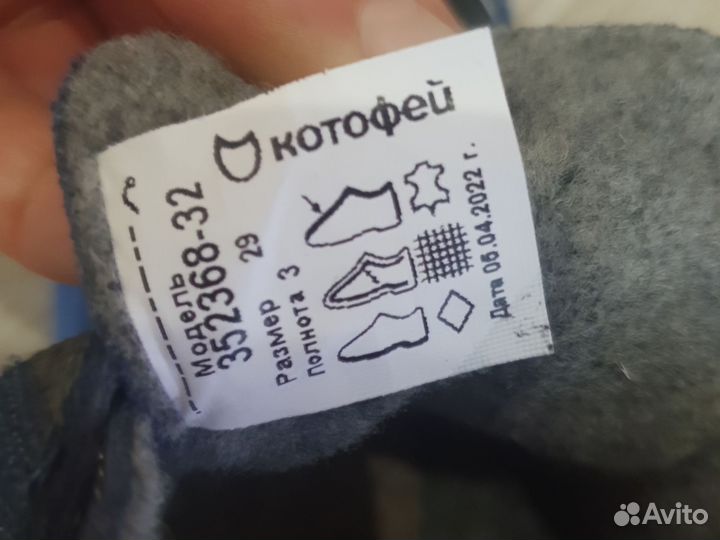 котофей
Модель
352368-32
Размер 29
Полнота 3
Дата 06.04.2022 г.
Avito